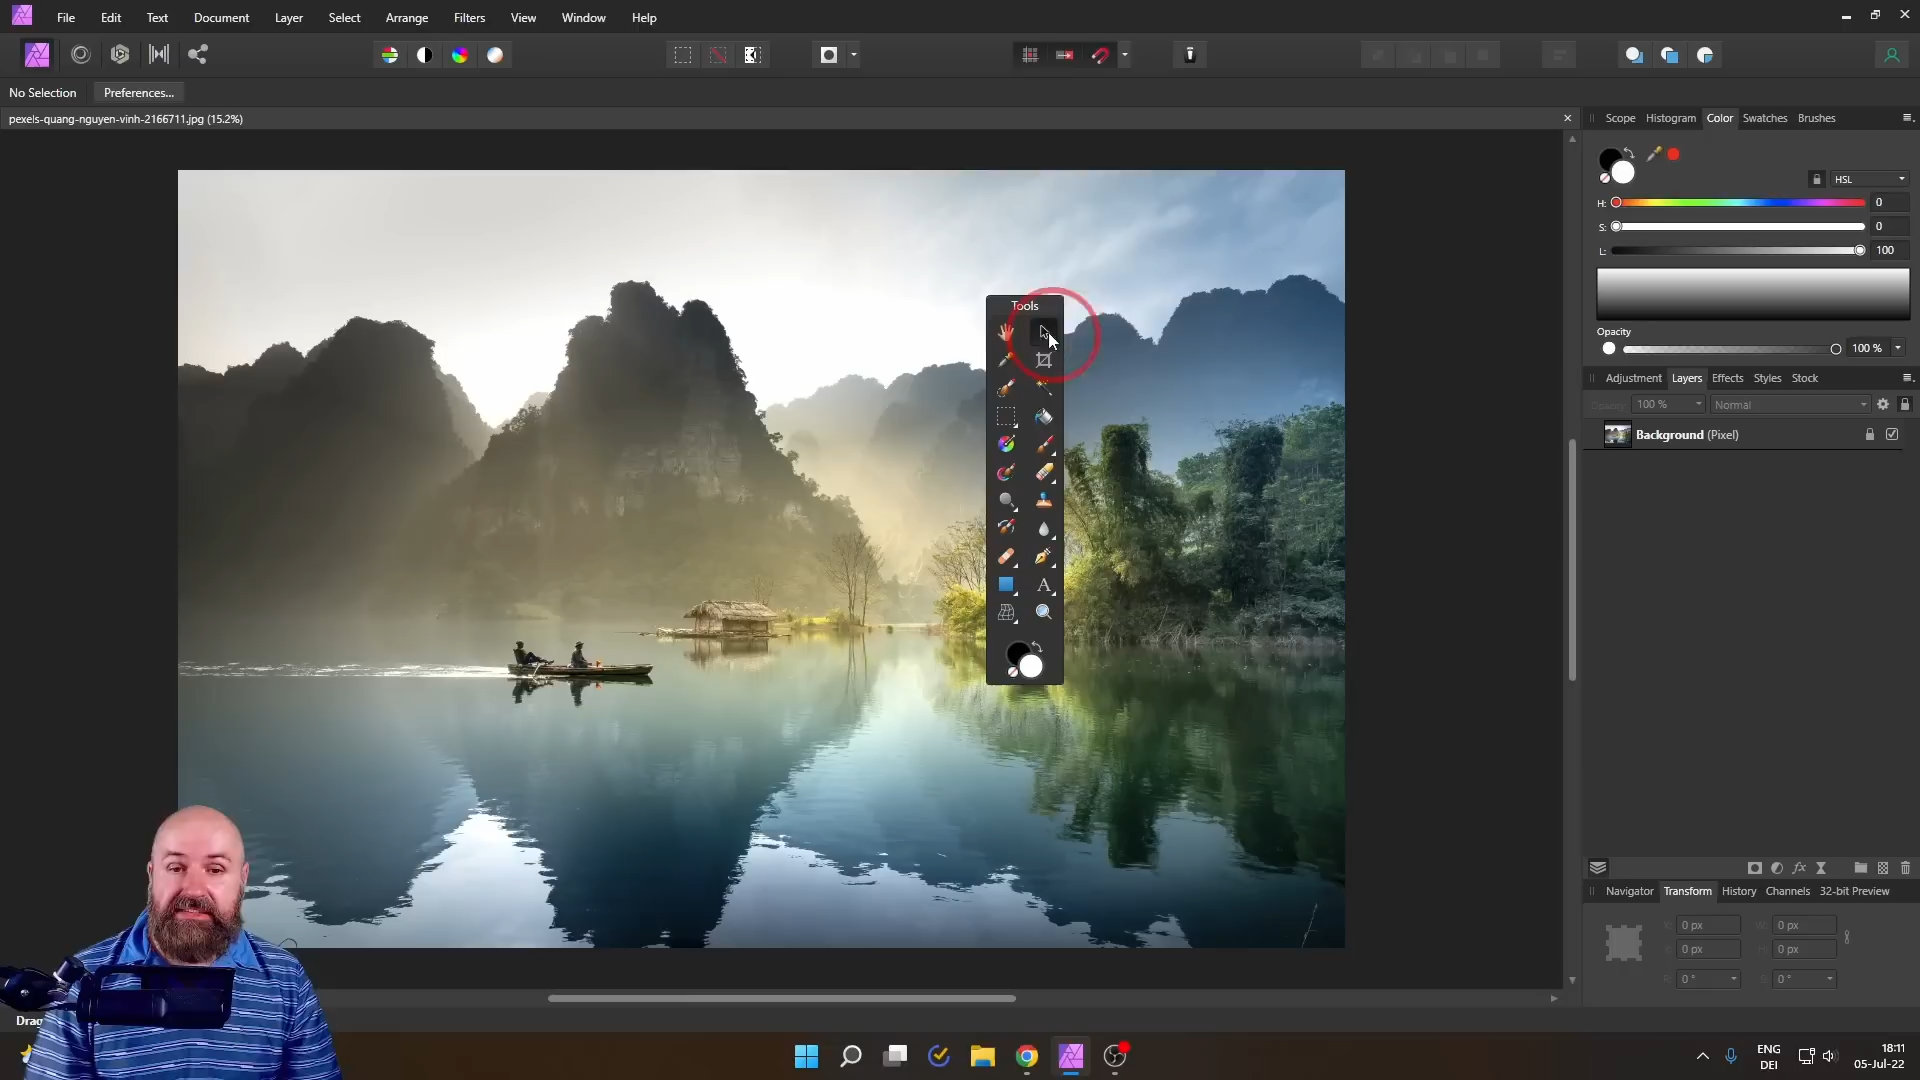 File Edit Text Document Layer Select Arrange Filters View Window Help
No Selection Preferences...
pexels-quang-nguyen-vinh-2166711.jpg (15.2%)
Scope Histogram Color Swatches Brushes
HSL
H: 0
S: 0
L: 100
Opacity
100 %
Adjustment Layers Effects Styles Stock
Opacity: 100 % Normal
Background (Pixel)
Tools
A
fx
Navigator Transform History Channels 32-bit Preview
X: 0 px W: 0 px
Y: 0 px H: 0 px
R: 0 ° S: 0 °
Drag
ENG
DEI
18:11
05-Jul-22